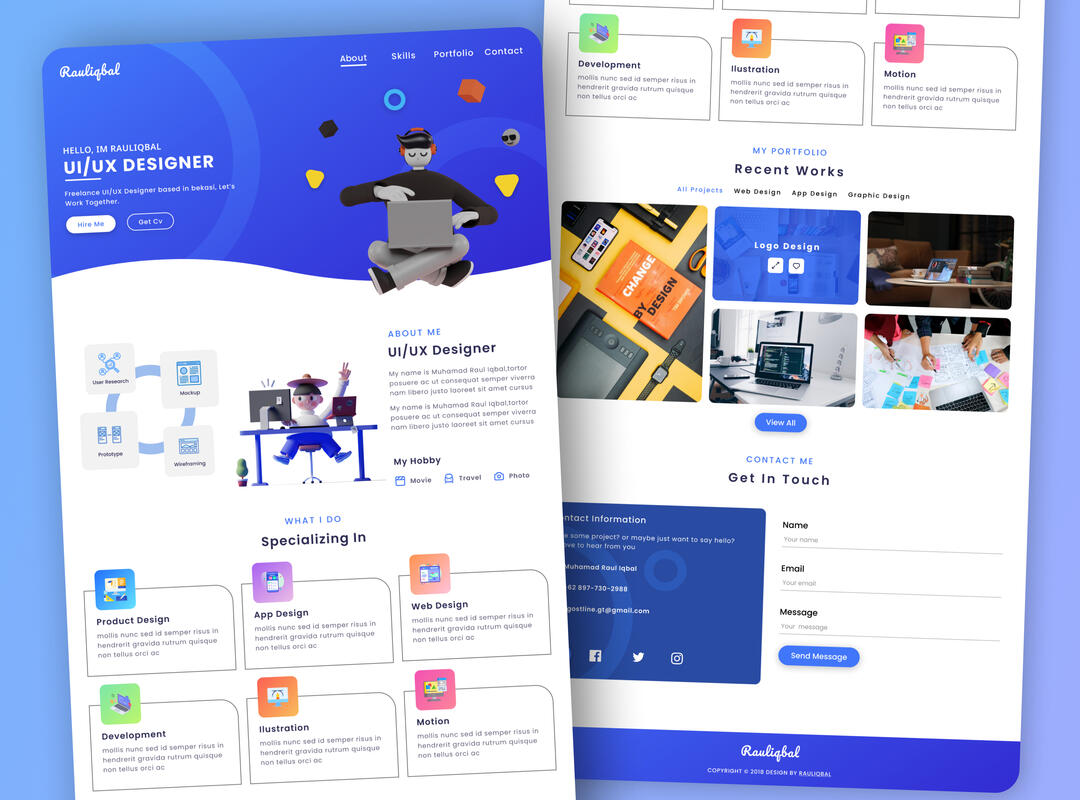 Rauliqbal
About
Skills
Portfolio
Contact
HELLO, IM RAULIQBAL
UI/UX DESIGNER
Freelance UI/UX Designer based in bekasi, Let's
Work Together.
Hire Me
Get Cv
User Research
Mockup
Prototype
Wireframing
ABOUT ME
UI/UX Designer
My name is Muhamad Raul Iqbal,tortor
posuere ac ut consequat semper viverra
nam lobortis justo maecenas cursus
My name is Muhamad Raul Iqbal,tortor
posuere ac ut consequat semper viverra
nam lobortis justo maecenas cursus
My Hobby
Movie
Travel
Photo
WHAT I DO
Specializing In
Product Design
mollis nunc sed id semper risus in
hendrerit gravida rutrum quisque
non tellus orci ac
App Design
mollis nunc sed id semper risus in
hendrerit gravida rutrum quisque
non tellus orci ac
Web Design
mollis nunc sed id semper risus in
hendrerit gravida rutrum quisque
non tellus orci ac
Development
mollis nunc sed id semper risus in
hendrerit gravida rutrum quisque
non tellus orci ac
Ilustration
mollis nunc sed id semper risus in
hendrerit gravida rutrum quisque
non tellus orci ac
Motion
mollis nunc sed id semper risus in
hendrerit gravida rutrum quisque
non tellus orci ac
Development
mollis nunc sed id semper risus in
hendrerit gravida rutrum quisque
non tellus orci ac
Ilustration
mollis nunc sed id semper risus in
hendrerit gravida rutrum quisque
non tellus orci ac
Motion
mollis nunc sed id semper risus in
hendrerit gravida rutrum quisque
non tellus orci ac
MY PORTFOLIO
Recent Works
All Projects
Web Design
App Design
Graphic Design
CHANGE
BY DESIGN
Logo Design
View All
CONTACT ME
Get In Touch
ntact Information
e some project? or maybe just want to say hello?
ove to hear from you
Muhamad Raul Iqbal
62 897-730-2988
gostline.gt@gmail.com
Name
Your name
Email
Your email
Message
Your message
Send Message
Rauliqbal
COPYRIGHT © 2018 DESIGN BY RAULIQBAL